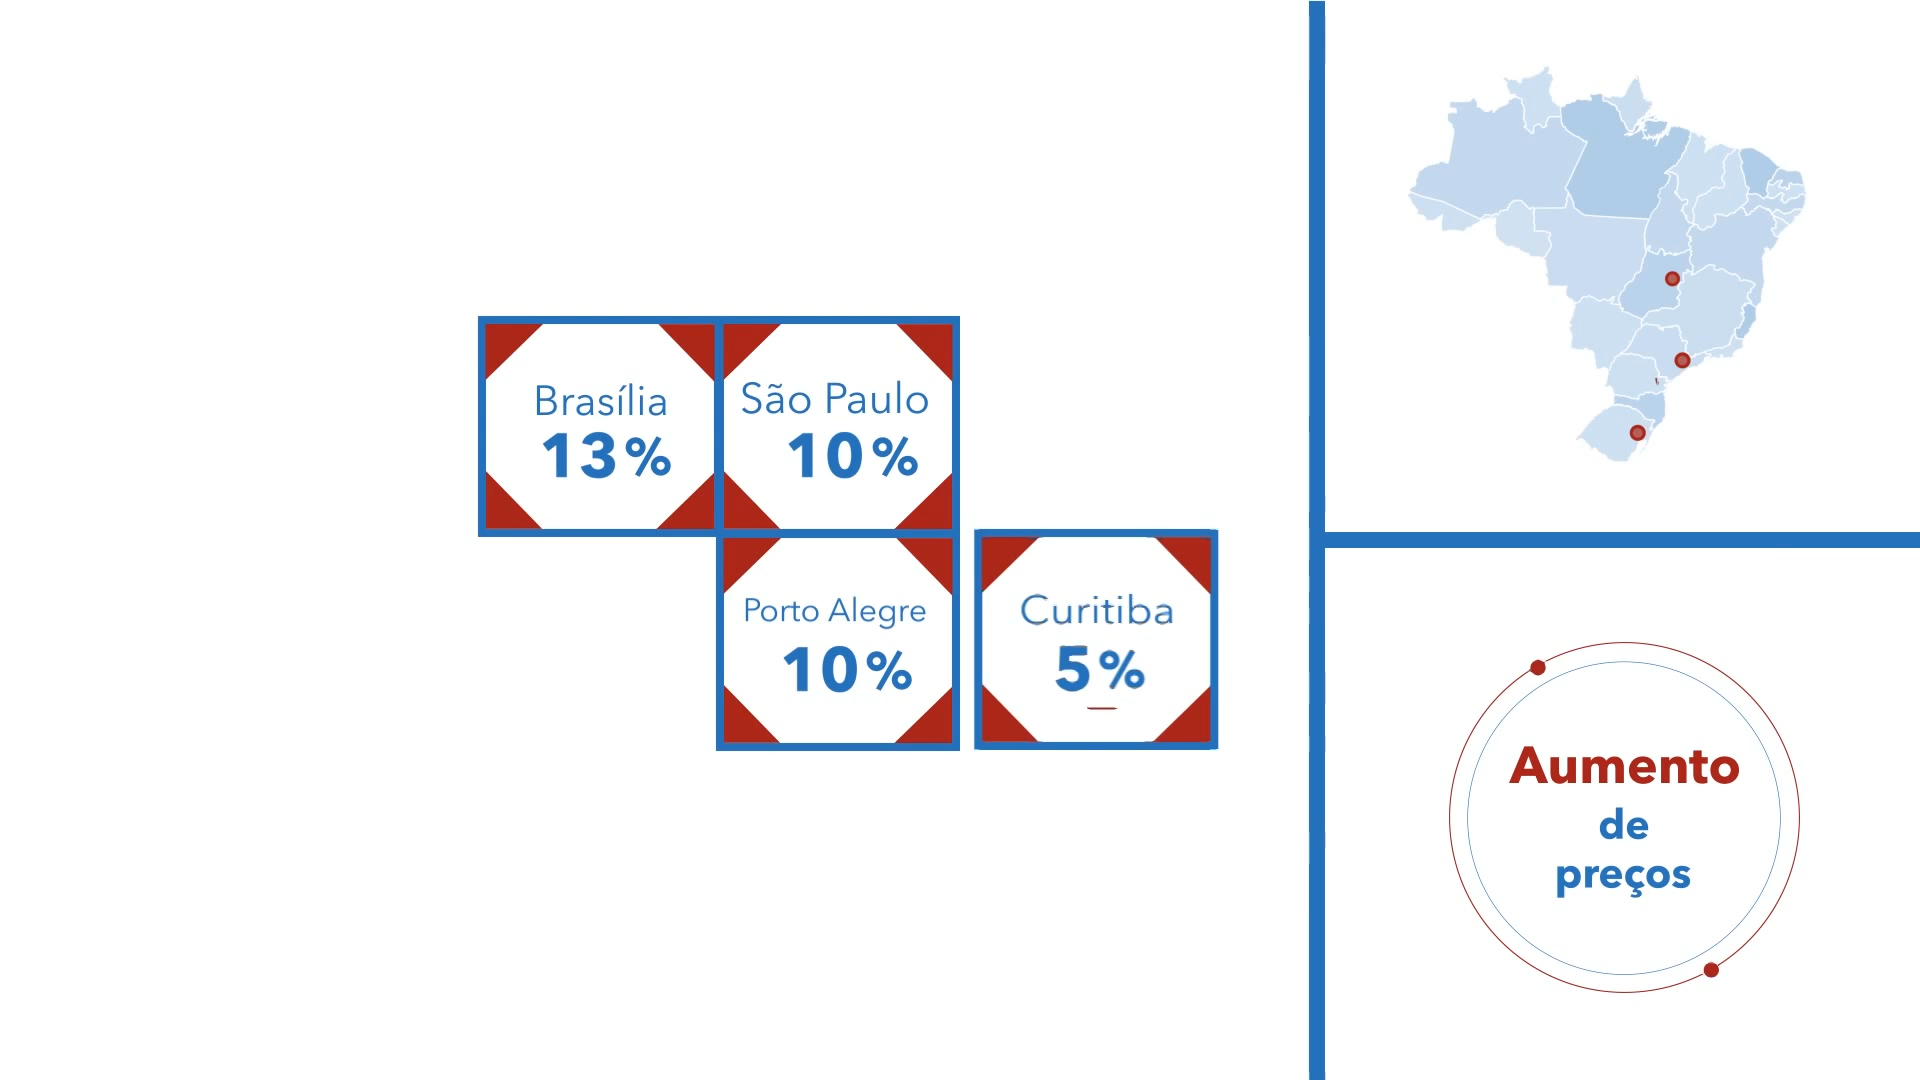 Brasília
13%
São Paulo
10%
Porto Alegre
10%
Curitiba
5%
Aumento
de
preços